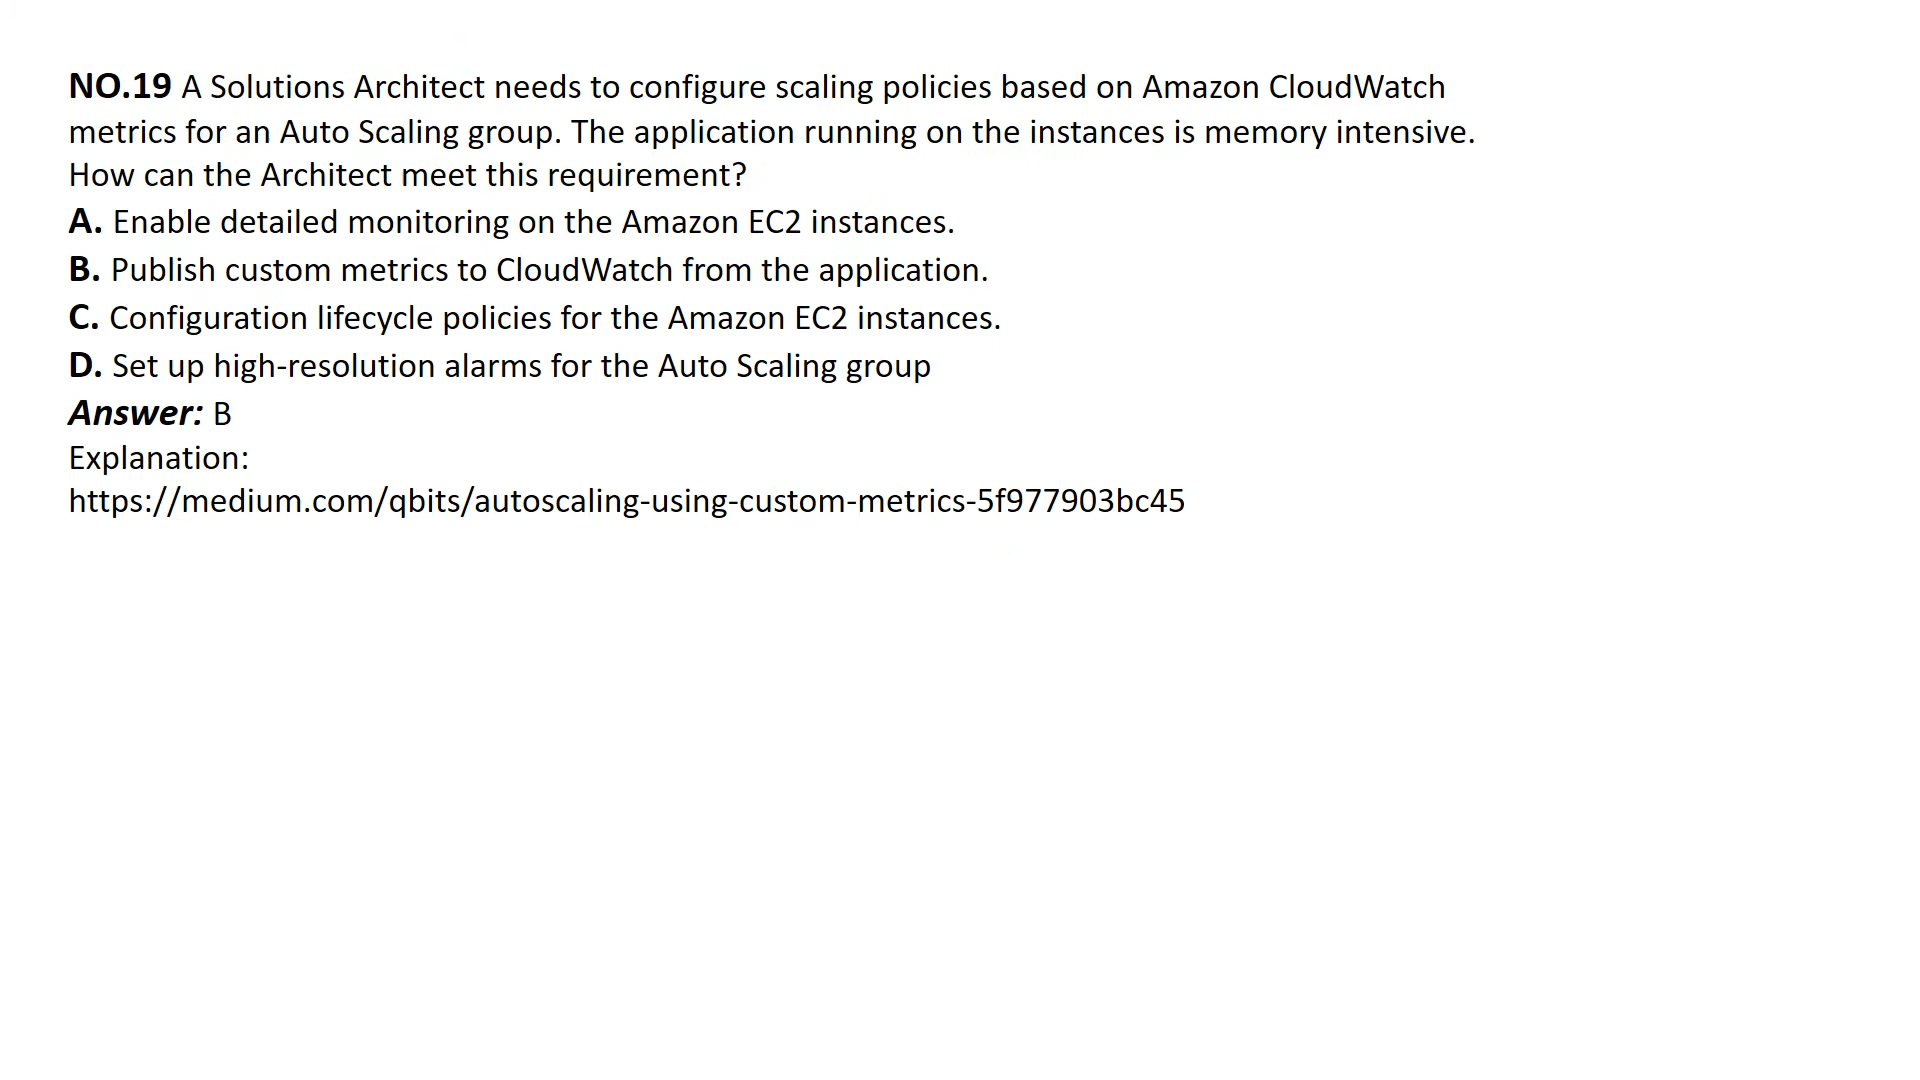 NO.19 A Solutions Architect needs to configure scaling policies based on Amazon CloudWatch
metrics for an Auto Scaling group. The application running on the instances is memory intensive.
How can the Architect meet this requirement?
A. Enable detailed monitoring on the Amazon EC2 instances.
B. Publish custom metrics to CloudWatch from the application.
C. Configuration lifecycle policies for the Amazon EC2 instances.
D. Set up high-resolution alarms for the Auto Scaling group
Answer: B
Explanation:
https://medium.com/qbits/autoscaling-using-custom-metrics-5f977903bc45